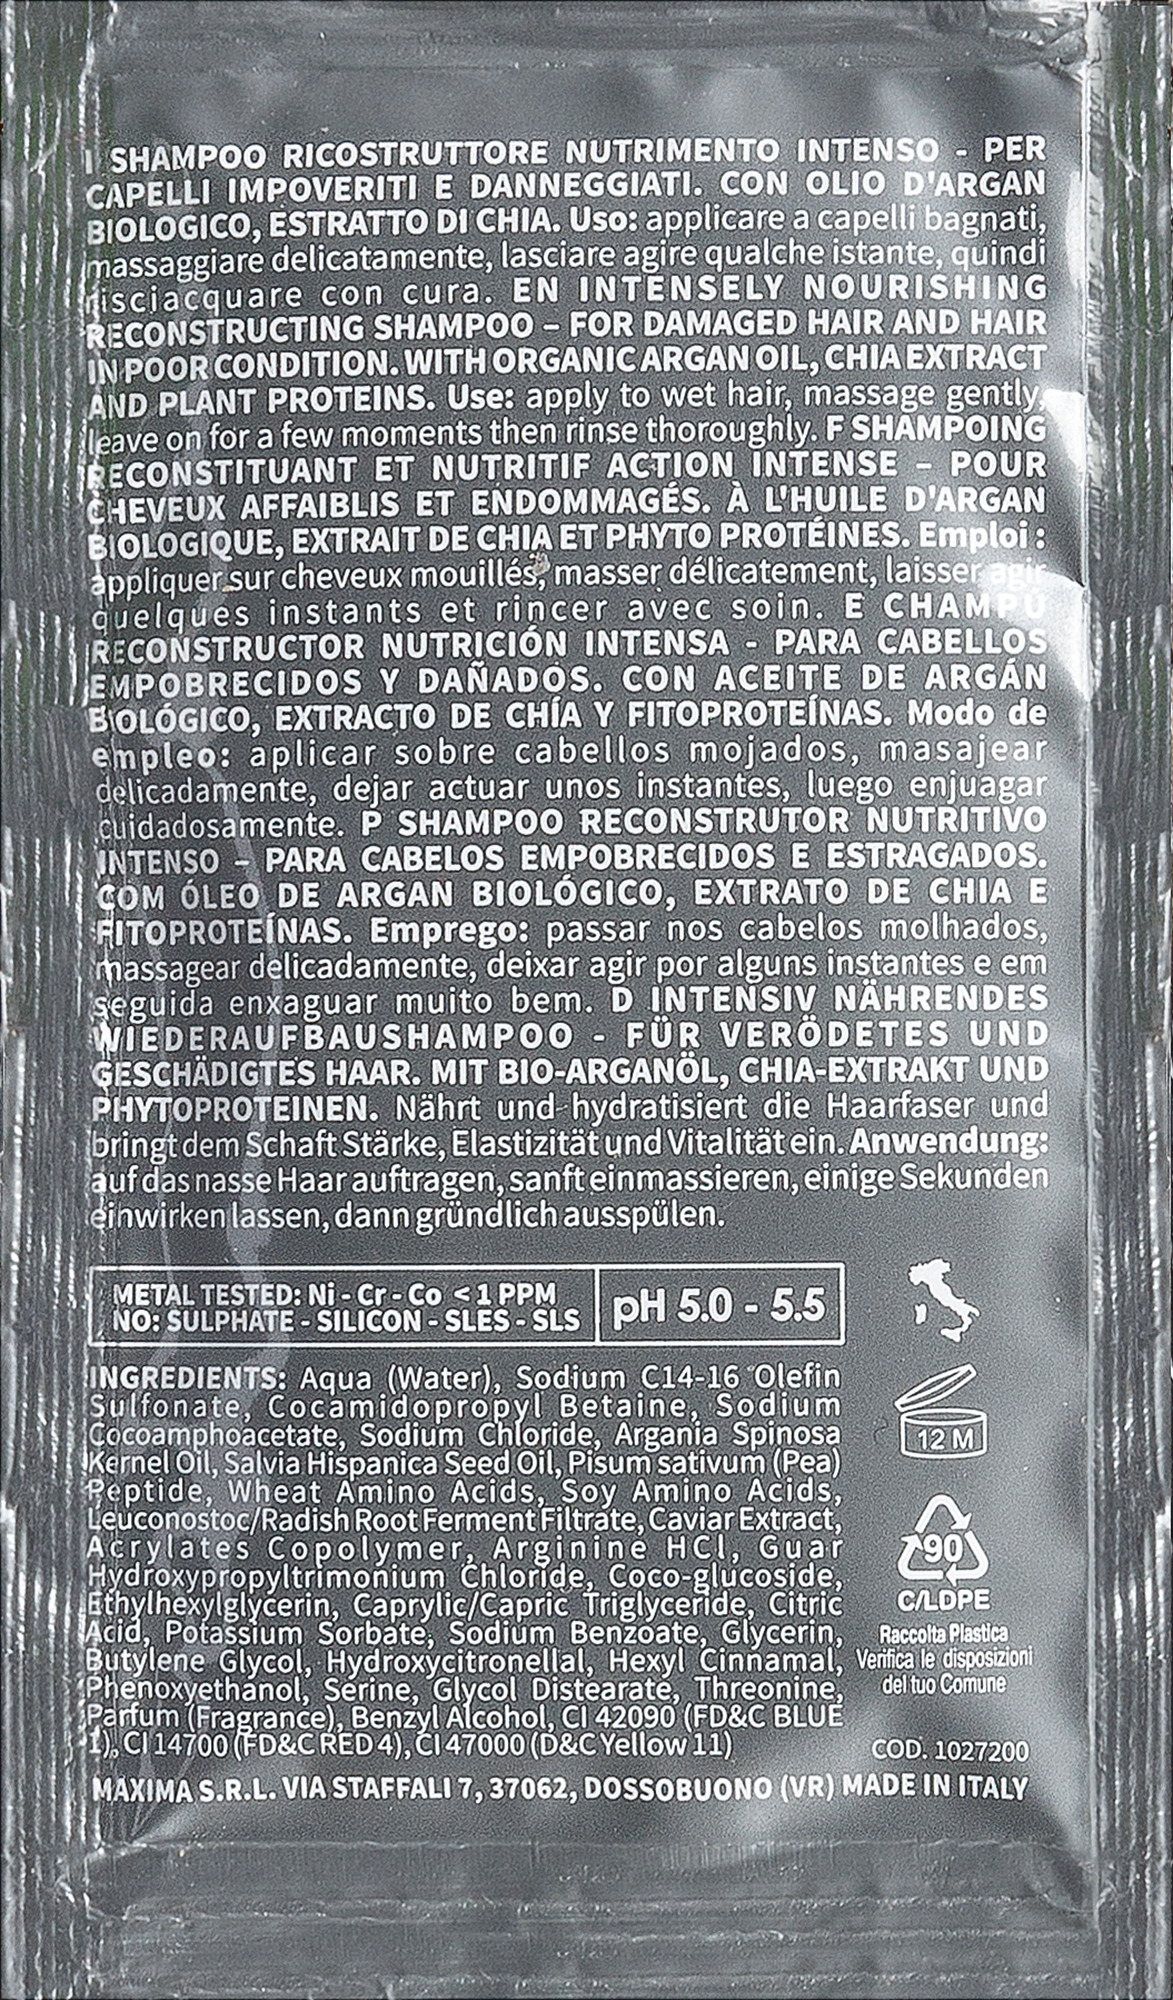 I SHAMPOO RICOSTRUTTORE NUTRIMENTO INTENSO - PER
CAPELLI IMPOVERITI E DANNEGGIATI. CON OLIO D'ARGAN
BIOLOGICO, ESTRATTO DI CHIA. Uso: applicare a capelli bagnati,
massaggiare delicatamente, lasciare agire qualche istante, quindi
risciacquare con cura. EN INTENSELY NOURISHING
RECONSTRUCTING SHAMPOO – FOR DAMAGED HAIR AND HAIR
IN POOR CONDITION. WITH ORGANIC ARGAN OIL, CHIA EXTRACT
AND PLANT PROTEINS. Use: apply to wet hair, massage gently,
leave on for a few moments then rinse thoroughly. F SHAMPOING
RECONSTITUANT ET NUTRITIF ACTION INTENSE – POUR
CHEVEUX AFFAIBLIS ET ENDOMMAGÉS. À L'HUILE D'ARGAN
BIOLOGIQUE, EXTRAIT DE CHIA ET PHYTO PROTÉINES. Emploi :
appliquer sur cheveux mouillés, masser délicatement, laisser agir
quelques instants et rincer avec soin. E CHAMPÚ
RECONSTRUCTOR NUTRICIÓN INTENSA - PARA CABELLOS
EMPOBRECIDOS Y DAÑADOS. CON ACEITE DE ARGÁN
BIOLÓGICO, EXTRACTO DE CHÍA Y FITOPROTEÍNAS. Modo de
empleo: aplicar sobre cabellos mojados, masajear
delicadamente, dejar actuar unos instantes, luego enjuagar
cuidadosamente. P SHAMPOO RECONSTRUTOR NUTRITIVO
INTENSO – PARA CABELOS EMPOBRECIDOS E ESTRAGADOS.
COM ÓLEO DE ARGAN BIOLÓGICO, EXTRATO DE CHIA E
FITOPROTEÍNAS. Emprego: passar nos cabelos molhados,
massagear delicadamente, deixar agir por alguns instantes e em
seguida enxaguar muito bem. D INTENSIV NÄHRENDES
WIEDERAUFBAUSHAMPOO - FÜR VERÖDETES UND
GESCHÄDIGTES HAAR. MIT BIO-ARGANÖL, CHIA-EXTRAKT UND
PHYTOPROTEINEN. Nährt und hydratisiert die Haarfaser und
bringt dem Schaft Stärke, Elastizität und Vitalität ein. Anwendung:
auf das nasse Haar auftragen, sanft einmassieren, einige Sekunden
einwirken lassen, dann gründlich ausspülen.
METAL TESTED: Ni - Cr - Co <1 PPM
NO: SULPHATE - SILICON - SLES - SLS
pH 5.0 - 5.5
INGREDIENTS: Aqua (Water), Sodium C14-16 Olefin
Sulfonate, Cocamidopropyl Betaine, Sodium
Cocoamphoacetate, Sodium Chloride, Argania Spinosa
Kernel Oil, Salvia Hispanica Seed Oil, Pisum sativum (Pea)
Peptide, Wheat Amino Acids, Soy Amino Acids,
Leuconostoc/Radish Root Ferment Filtrate, Caviar Extract,
Acrylates Copolymer, Arginine HCl, Guar
Hydroxypropyltrimonium Chloride, Coco-glucoside,
Ethylhexylglycerin, Caprylic/Capric Triglyceride, Citric
Acid, Potassium Sorbate, Sodium Benzoate, Glycerin,
Butylene Glycol, Hydroxycitronellal, Hexyl Cinnamal,
Phenoxyethanol, Serine, Glycol Distearate, Threonine,
Parfum (Fragrance), Benzyl Alcohol, CI 42090 (FD&C BLUE
1), CI 14700 (FD&C RED 4), CI 47000 (D&C Yellow 11)
12 M
90
C/LDPE
Raccolta Plastica
Verifica le disposizioni
del tuo Comune
COD. 1027200
MAXIMA S.R.L. VIA STAFFALI 7, 37062, DOSSOBUONO (VR) MADE IN ITALY